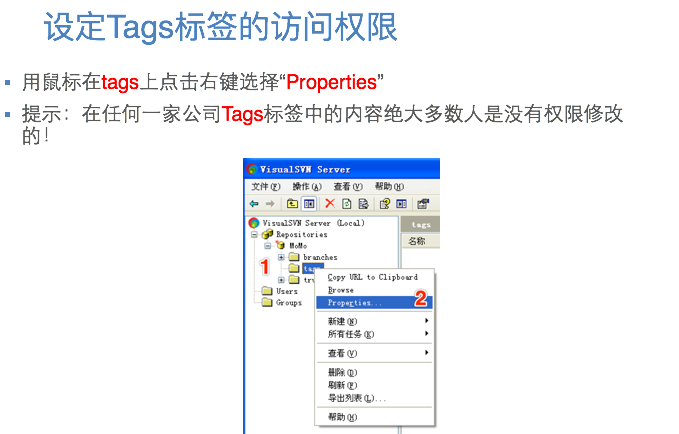 设定Tags标签的访问权限
用鼠标在tags上点击右键选择“Properties”
提示：在任何一家公司Tags标签中的内容绝大多数人是没有权限修改
的！
VisualSVN Server
文件(F) 操作(A) 查看(V) 帮助(H)
VisualSVN Server (Local)
tags
Repositories
名称
MoMo
1
branches
tags
Copy URL to Clipboard
tru
Browse
Users
Properties...
2
Groups
新建(N)
所有任务(K)
查看(V)
删除(D)
刷新(F)
导出列表(L)...
帮助(H)